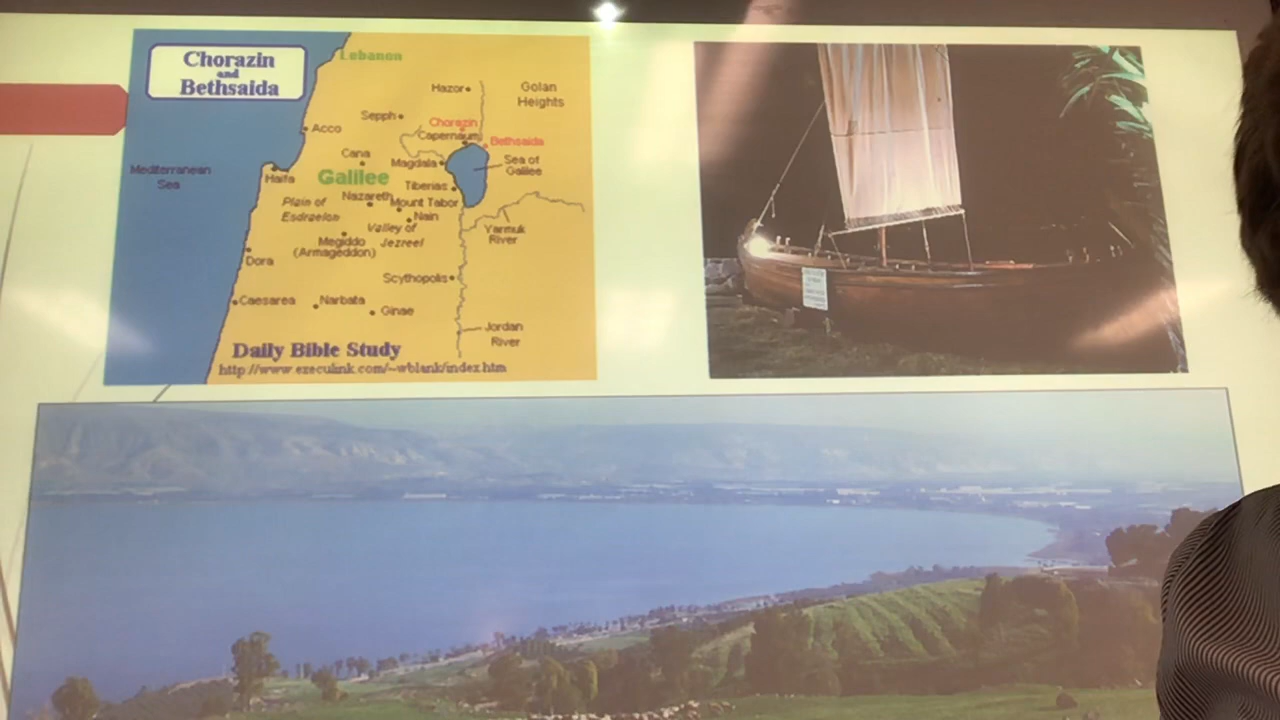 Chorazin
and
Bethsaida
Lebanon
Hazor
Golan
Heights
Sepph
Chorazin
Acco
Capernaum
Bethsaida
Cana
Magdala
Sea of
Galilee
Mediterranean
Sea
Haifa
Galilee
Tiberias
Nazareth
Mount Tabor
Plain of
Esdraelon
Nain
Valley of
Jezreel
Yarmuk
River
Megiddo
(Armageddon)
Dora
Scythopolis
Caesarea
Narbata
Ginae
Jordan
River
Daily Bible Study
http://www.execulink.com/~wblank/index.htm